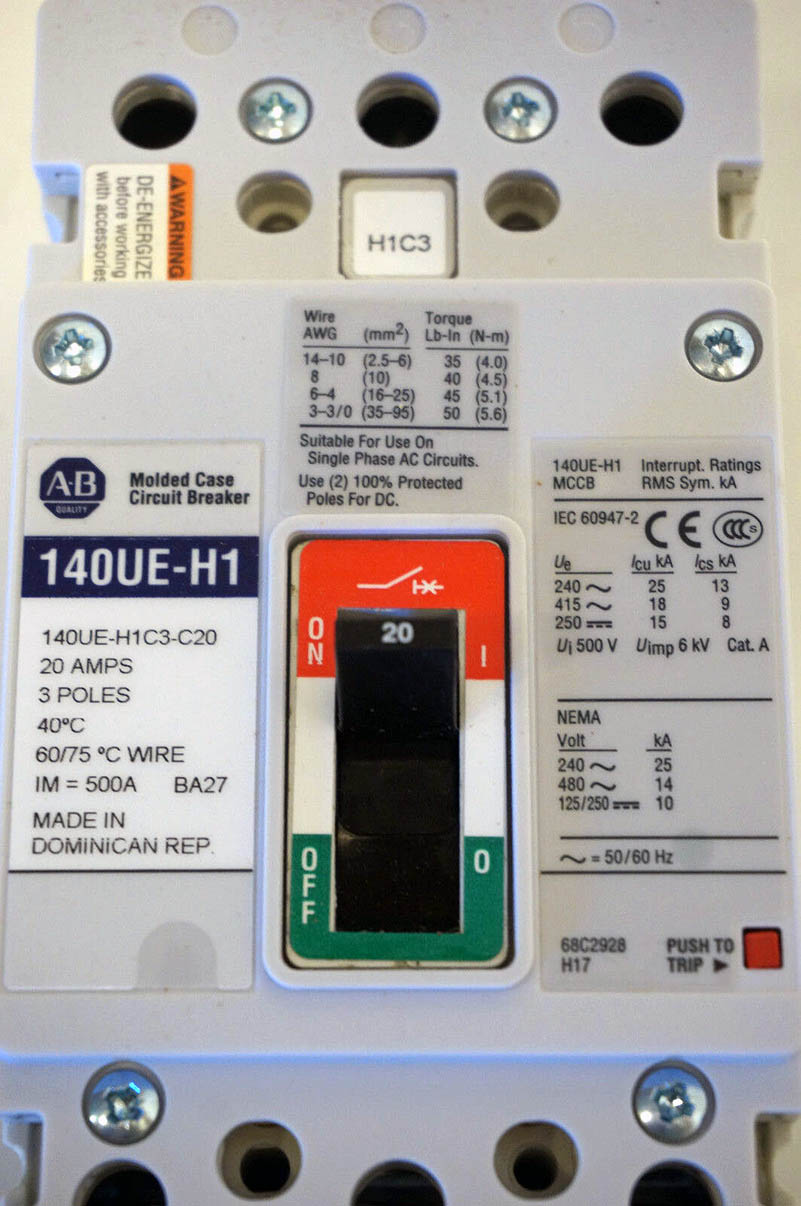 ⚠WARNING
DE-ENERGIZE
before working
with accessories
H1C3
Wire Torque
AWG (mm²) Lb-In (N-m)
14–10 (2.5–6) 35 (4.0)
8 (10) 40 (4.5)
6–4 (16–25) 45 (5.1)
3–3/0 (35–95) 50 (5.6)
Suitable For Use On
Single Phase AC Circuits.
Use (2) 100% Protected
Poles For DC.
A-B
QUALITY
Molded Case
Circuit Breaker
140UE-H1
140UE-H1C3-C20
20 AMPS
3 POLES
40°C
60/75 °C WIRE
IM = 500A BA27
MADE IN
DOMINICAN REP.
ON
20
I
OFF
O
140UE-H1 Interrupt. Ratings
MCCB RMS Sym. kA
IEC 60947-2 CE CCC S
Ue Icu kA Ics kA
240 ~ 25 13
415 ~ 18 9
250 ⎓ 15 8
Ui 500 V Uimp 6 kV Cat. A
NEMA
Volt kA
240 ~ 25
480 ~ 14
125/250 ⎓ 10
~ = 50/60 Hz
68C2928
H17
PUSH TO
TRIP ►